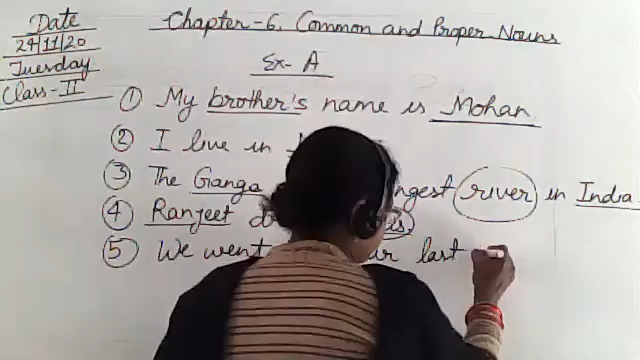 Date
24/11/20
Tuesday
Class-II
Chapter-6. Common and Proper Nouns
Ex- A
① My brother's name is Mohan.
② I live in
③ The Ganga ngest river in India
④ Ranjeet
⑤ We went last